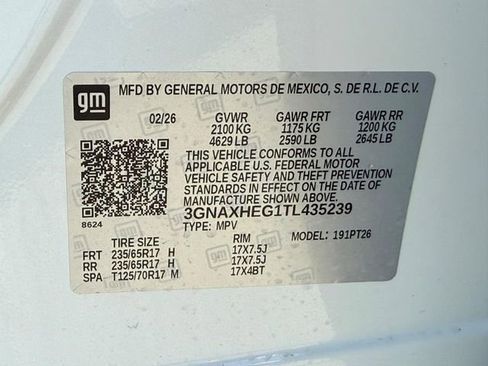 gm MFD BY GENERAL MOTORS DE MEXICO, S. DE R.L. DE C.V.
02/26 GVWR GAWR FRT GAWR RR
2100 KG 1175 KG 1200 KG
4629 LB 2590 LB 2645 LB
THIS VEHICLE CONFORMS TO ALL
APPLICABLE U.S. FEDERAL MOTOR
VEHICLE SAFETY AND THEFT PREVENTION
STANDARDS IN EFFECT ON THE DATE OF
MANUFACTURE SHOWN ABOVE.
3GNAXHEG1TL435239
8624 TYPE: MPV 191PT26
TIRE SIZE RIM
FRT 235/65R17 H 17X7.5J
RR 235/65R17 H 17X7.5J
SPA T125/70R17 M 17X4BT